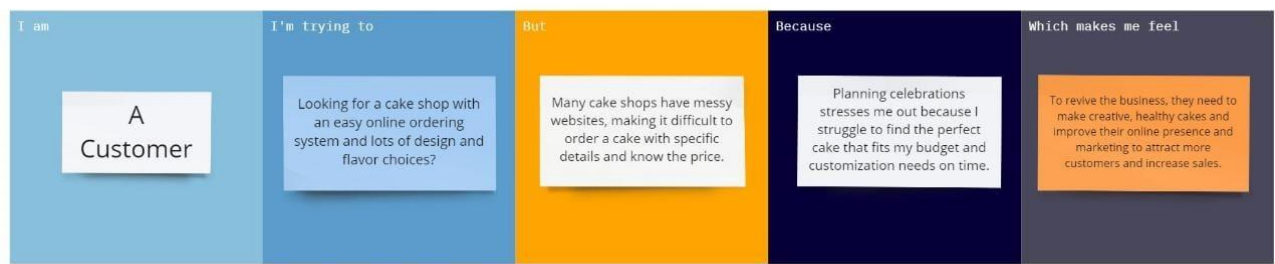 I am
A
Customer
I'm trying to
Looking for a cake shop with
an easy online ordering
system and lots of design and
flavor choices?
But
Many cake shops have messy
websites, making it difficult to
order a cake with specific
details and know the price.
Because
Planning celebrations
stresses me out because I
struggle to find the perfect
cake that fits my budget and
customization needs on time.
Which makes me feel
To revive the business, they need to
make creative, healthy cakes and
improve their online presence and
marketing to attract more
customers and increase sales.